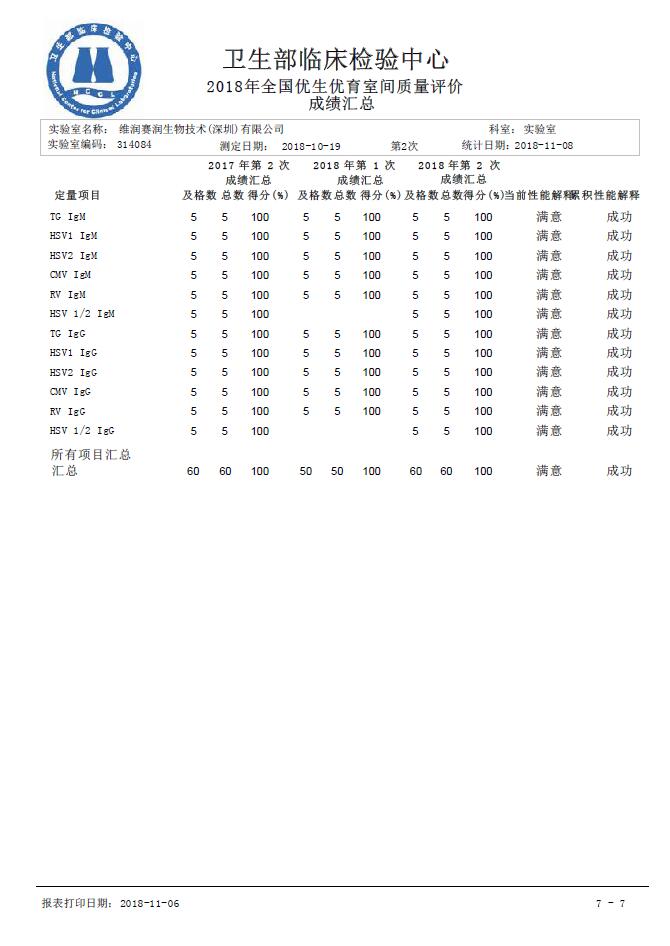 卫生部临床检验中心
NCCL
National Center for Clinical Laboratories
卫生部临床检验中心
2018年全国优生优育室间质量评价
成绩汇总
实验室名称: 维润赛润生物技术(深圳)有限公司 科室: 实验室
实验室编码: 314084 测定日期: 2018-10-19 第2次 统计日期: 2018-11-08
2017 年第 2 次 2018 年第 1 次 2018 年第 2 次
成绩汇总 成绩汇总 成绩汇总
定量项目 及格数 总数 得分(%) 及格数 总数 得分(%) 及格数 总数 得分(%) 当前性能解释 累积性能解释
TG IgM 5 5 100 5 5 100 5 5 100 满意 成功
HSV1 IgM 5 5 100 5 5 100 5 5 100 满意 成功
HSV2 IgM 5 5 100 5 5 100 5 5 100 满意 成功
CMV IgM 5 5 100 5 5 100 5 5 100 满意 成功
RV IgM 5 5 100 5 5 100 5 5 100 满意 成功
HSV 1/2 IgM 5 5 100 5 5 100 满意 成功
TG IgG 5 5 100 5 5 100 5 5 100 满意 成功
HSV1 IgG 5 5 100 5 5 100 5 5 100 满意 成功
HSV2 IgG 5 5 100 5 5 100 5 5 100 满意 成功
CMV IgG 5 5 100 5 5 100 5 5 100 满意 成功
RV IgG 5 5 100 5 5 100 5 5 100 满意 成功
HSV 1/2 IgG 5 5 100 5 5 100 满意 成功
所有项目汇总
汇总 60 60 100 50 50 100 60 60 100 满意 成功
报表打印日期: 2018-11-06 7 - 7